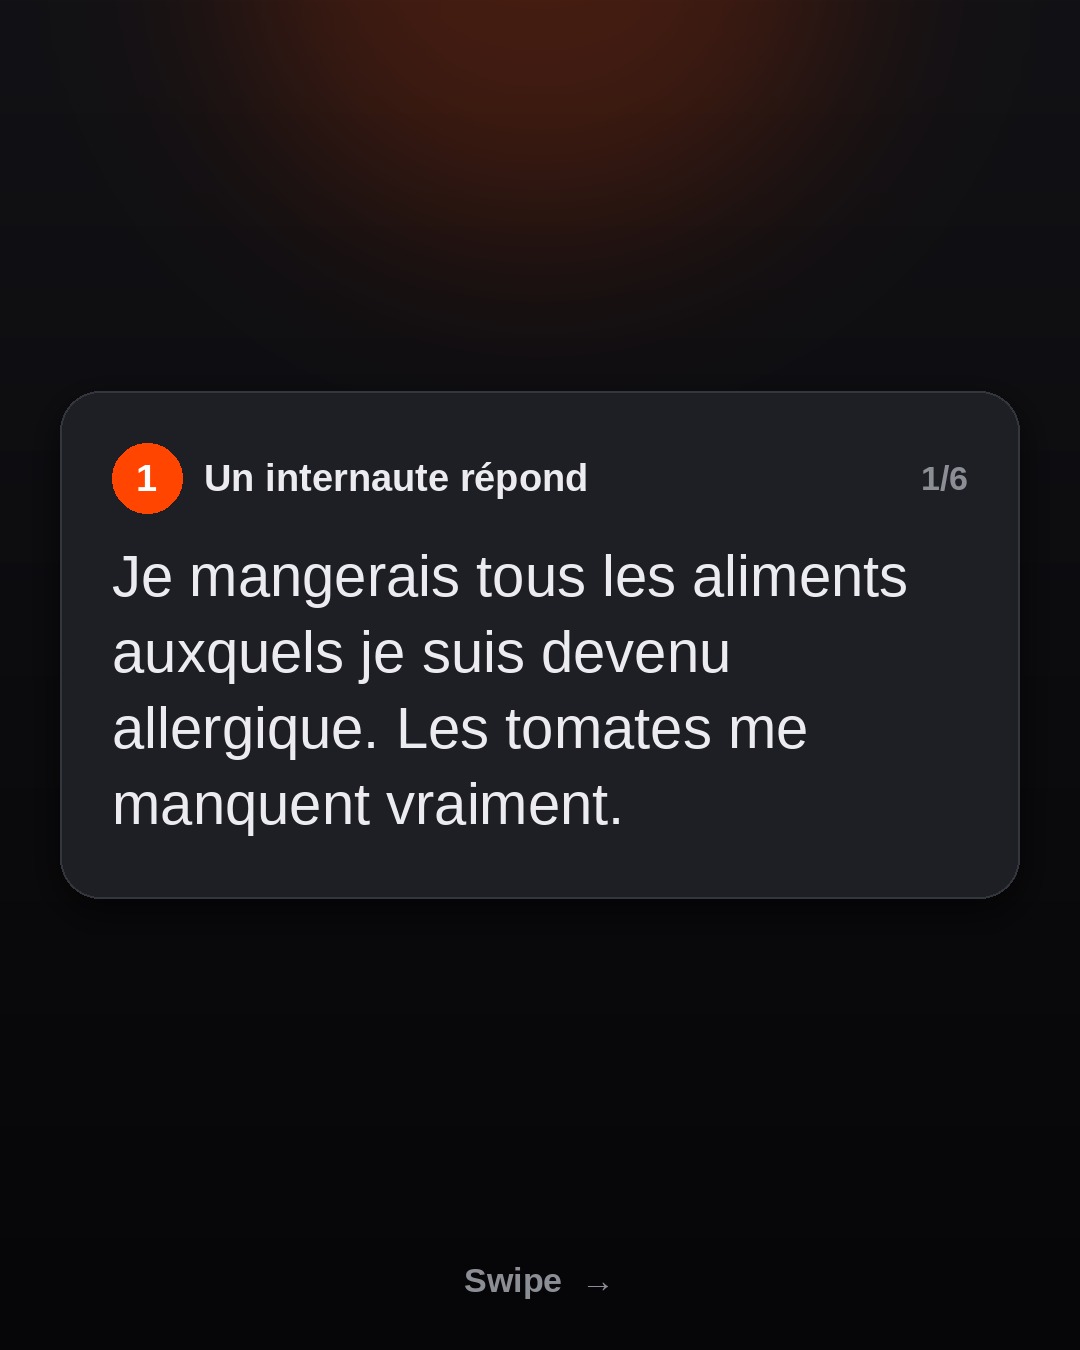 1 Un internaute répond 1/6
Je mangerais tous les aliments
auxquels je suis devenu
allergique. Les tomates me
manquent vraiment.
Swipe →